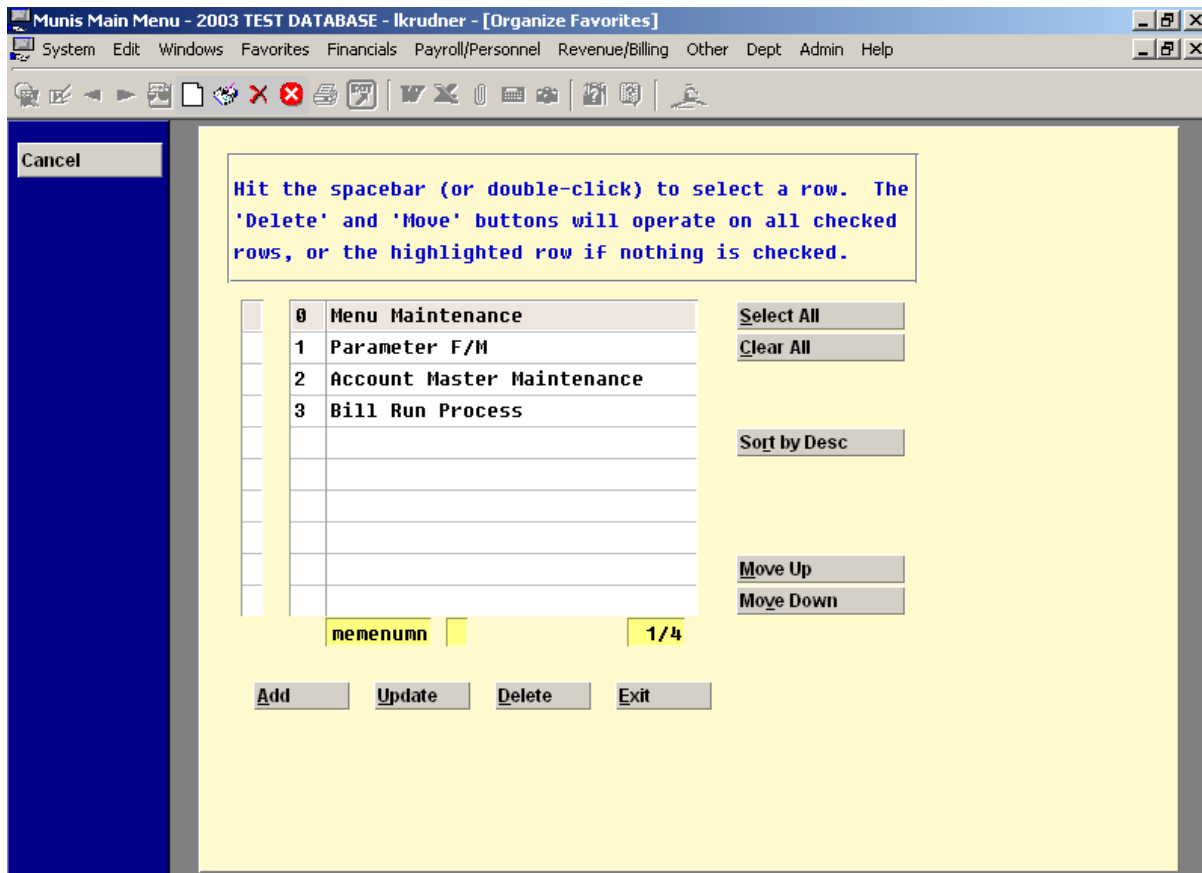 Munis Main Menu - 2003 TEST DATABASE - lkrudner - [Organize Favorites]
System Edit Windows Favorites Financials Payroll/Personnel Revenue/Billing Other Dept Admin Help
Cancel
Hit the spacebar (or double-click) to select a row. The
'Delete' and 'Move' buttons will operate on all checked
rows, or the highlighted row if nothing is checked.
0 Menu Maintenance
Select All
1 Parameter F/M
Clear All
2 Account Master Maintenance
3 Bill Run Process
Sort by Desc
Move Up
Move Down
memenumn 1/4
Add Update Delete Exit